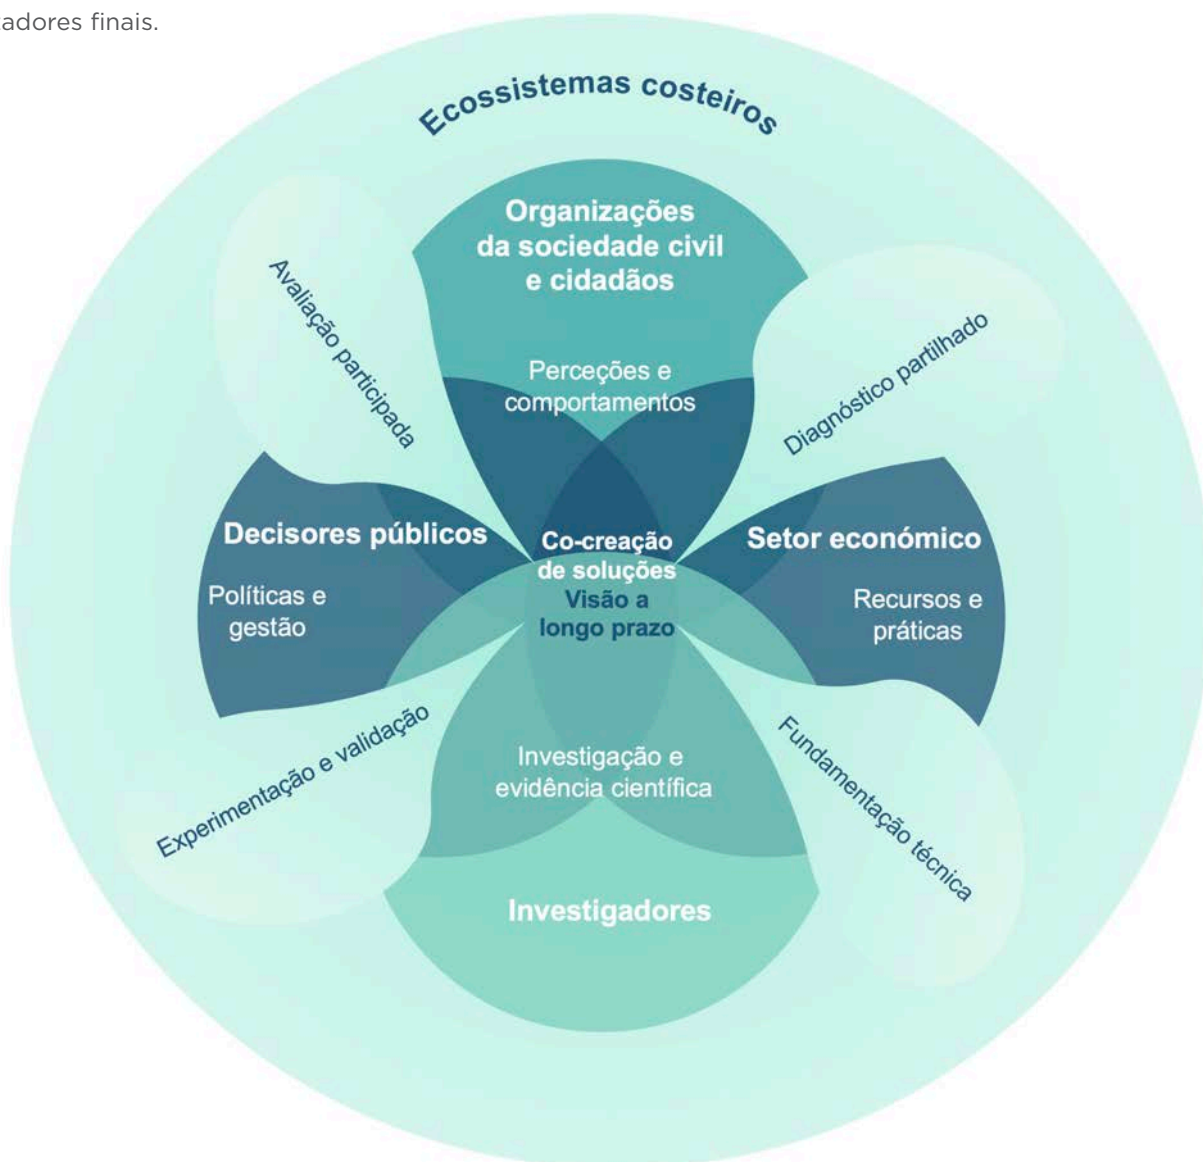 tadores finais.
Ecossistemas costeiros
Organizações
da sociedade civil
e cidadãos
Perceções e
comportamentos
Avaliação participada
Diagnóstico partilhado
Decisores públicos
Políticas e
gestão
Co-creação
de soluções
Visão a
longo prazo
Setor económico
Recursos e
práticas
Experimentação e validação
Investigação e
evidência científica
Fundamentação técnica
Investigadores